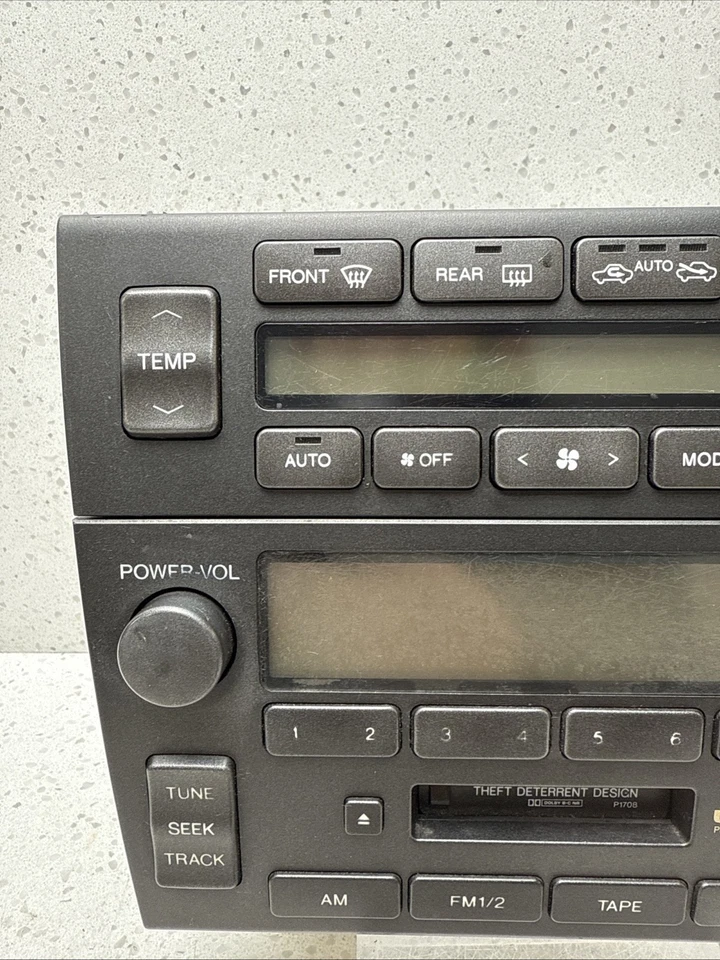 FRONT
REAR
AUTO
TEMP
AUTO
OFF
< >
MOD
POWER-VOL
1 2
3 4
5 6
TUNE
SEEK
TRACK
THEFT DETERRENT DESIGN
DOLBY B-C NR
P1708
P
AM
FM1/2
TAPE